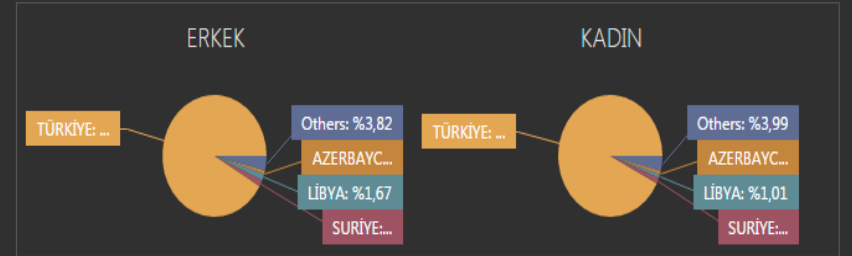 ERKEK
TÜRKİYE: ...
Others: %3,82
AZERBAYC...
LİBYA: %1,67
SURİYE:...
KADIN
TÜRKİYE: ...
Others: %3,99
AZERBAYC...
LİBYA: %1,01
SURİYE:...